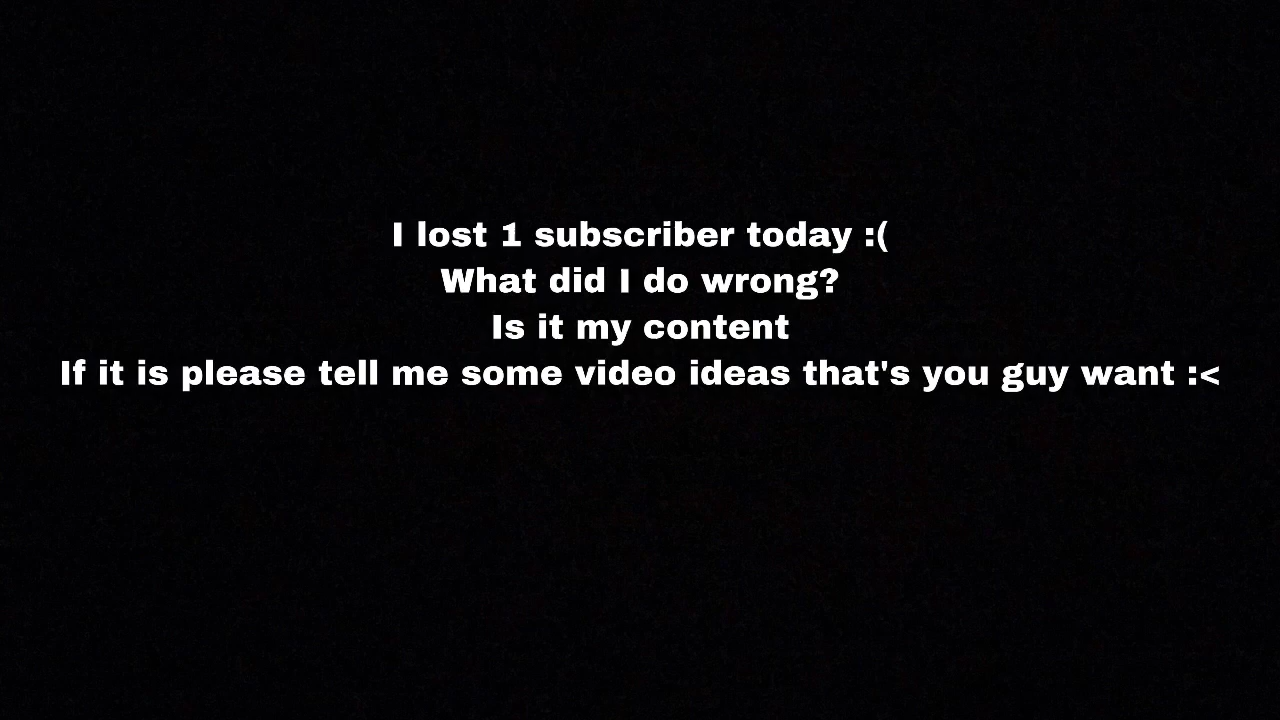 I lost 1 subscriber today :(
What did I do wrong?
Is it my content
If it is please tell me some video ideas that's you guy want :<